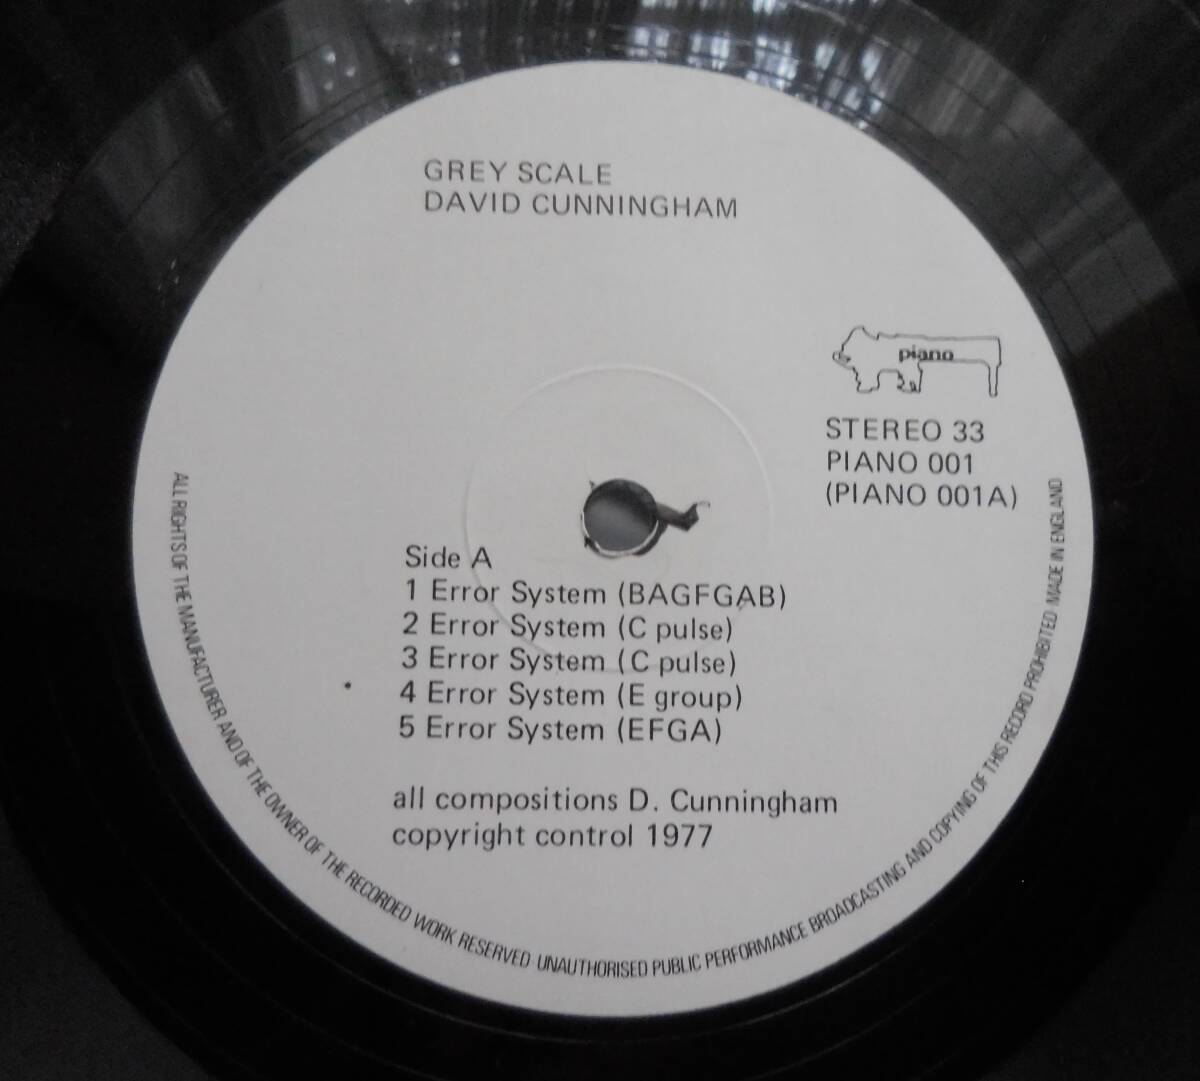 GREY SCALE
DAVID CUNNINGHAM
piano
STEREO 33
PIANO 001
(PIANO 001A)
Side A
1 Error System (BAGFGAB)
2 Error System (C pulse)
3 Error System (C pulse)
4 Error System (E group)
5 Error System (EFGA)
all compositions D. Cunningham
copyright control 1977
ALL RIGHTS OF THE MANUFACTURER AND OF THE OWNER OF THE RECORDED WORK RESERVED UNAUTHORISED PUBLIC PERFORMANCE BROADCASTING AND COPYING OF THIS RECORD PROHIBITED MADE IN ENGLAND